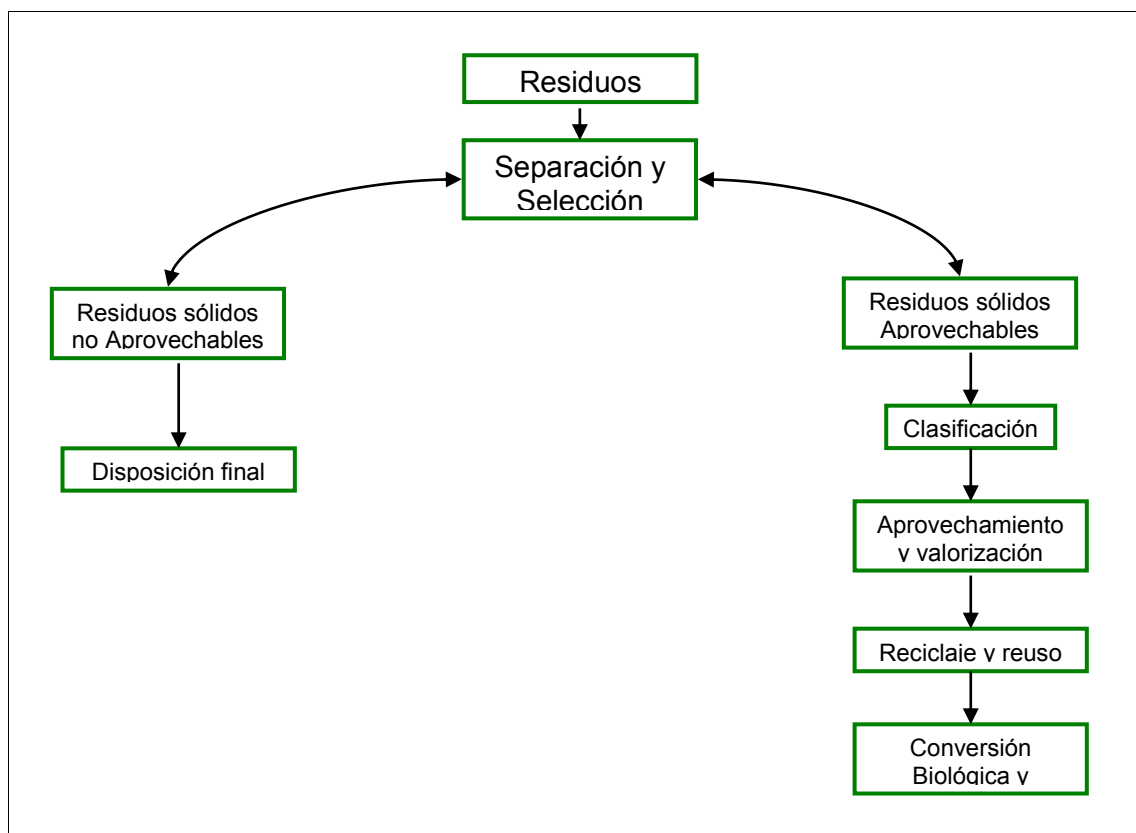 Residuos
Separación y
Selección
Residuos sólidos
no Aprovechables
Disposición final
Residuos sólidos
Aprovechables
Clasificación
Aprovechamiento
y valorización
Reciclaje y reuso
Conversión
Biológica y